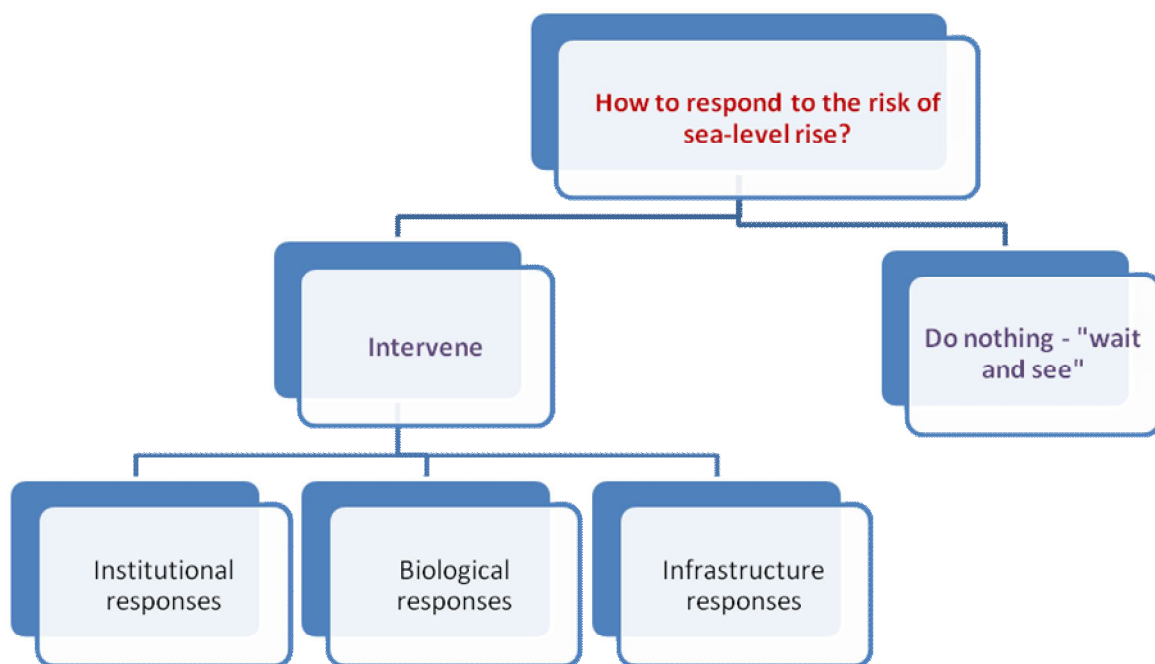 How to respond to the risk of
sea-level rise?
Intervene
Do nothing - "wait
and see"
Institutional
responses
Biological
responses
Infrastructure
responses